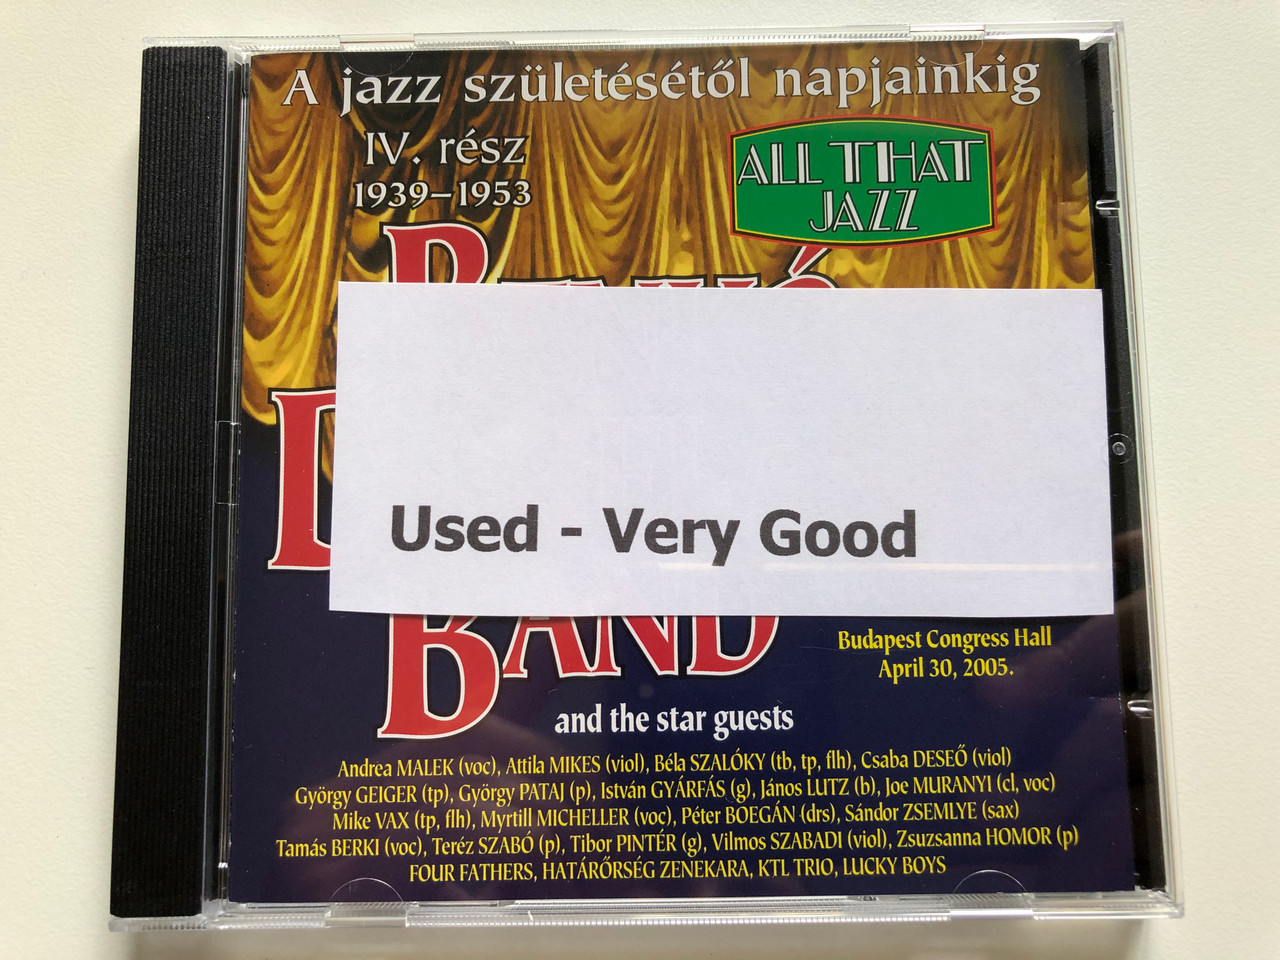 A jazz születésétől napjainkig
IV. rész
1939–1953
ALL THAT
JAZZ
Used - Very Good
BAND
Budapest Congress Hall
April 30, 2005.
and the star guests
Andrea MALEK (voc), Attila MIKES (viol), Béla SZALÓKY (tb, tp, flh), Csaba DESEŐ (viol)
György GEIGER (tp), György PATAJ (p), István GYÁRFÁS (g), János LUTZ (b), Joe MURANYI (cl, voc)
Mike VAX (tp, flh), Myrtill MICHELLER (voc), Péter BOEGÁN (drs), Sándor ZSEMLYE (sax)
Tamás BERKI (voc), Teréz SZABÓ (p), Tibor PINTÉR (g), Vilmos SZABADI (viol), Zsuzsanna HOMOR (p)
FOUR FATHERS, HATÁRŐRSÉG ZENEKARA, KTL TRIO, LUCKY BOYS